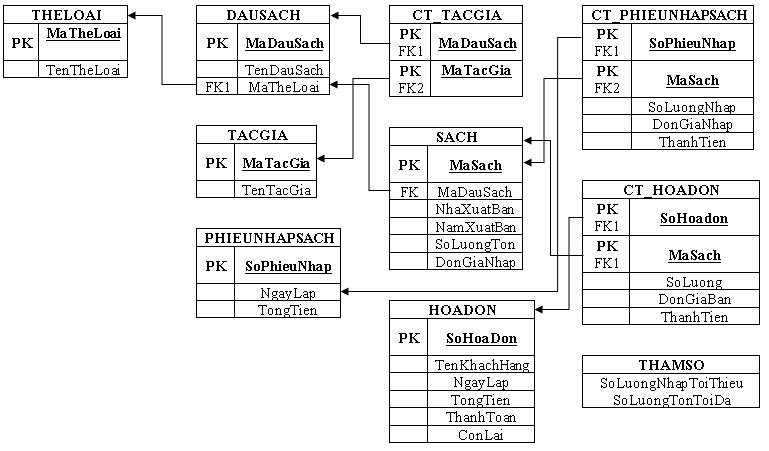 THELOAI
PK MaTheLoai
TenTheLoai
DAUSACH
PK MaDauSach
TenDauSach
FK1 MaTheLoai
CT_TACGIA
PK
FK1 MaDauSach
PK
FK2 MaTacGia
CT_PHIEUNHAPSACH
PK
FK1 SoPhieuNhap
PK
FK2 MaSach
SoLuongNhap
DonGiaNhap
ThanhTien
TACGIA
PK MaTacGia
TenTacGia
SACH
PK MaSach
FK MaDauSach
NhaXuatBan
NamXuatBan
SoLuongTon
DonGiaNhap
CT_HOADON
PK
FK1 SoHoadon
PK
FK1 MaSach
SoLuong
DonGiaBan
ThanhTien
PHIEUNHAPSACH
PK SoPhieuNhap
NgayLap
TongTien
HOADON
PK SoHoaDon
TenKhachHang
NgayLap
TongTien
ThanhToan
ConLai
THAMSO
SoLuongNhapToiThieu
SoLuongTonToiDa